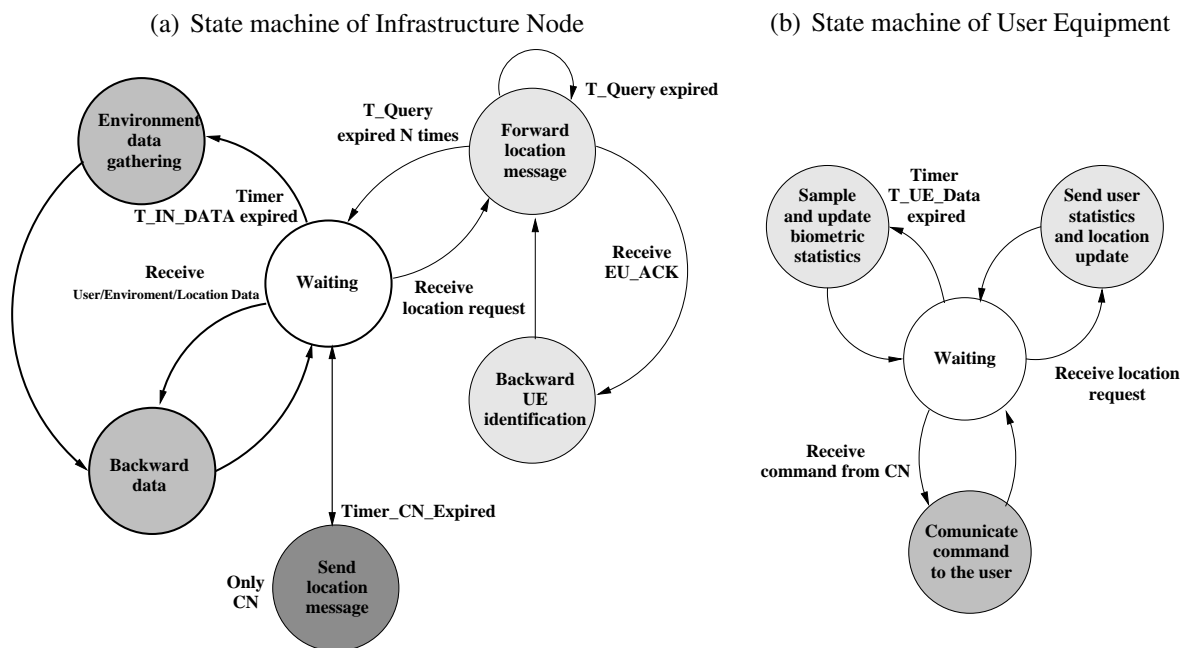 (a) State machine of Infrastructure Node
T_Query expired
T_Query
expired N times
Environment
data
gathering
Forward
location
message
Timer
T_IN_DATA expired
Receive
User/Enviroment/Location Data
Waiting
Receive
location request
Receive
EU_ACK
Backward
UE
identification
Backward
data
Timer_CN_Expired
Only
CN
Send
location
message
(b) State machine of User Equipment
Sample
and update
biometric
statistics
Timer
T_UE_Data
expired
Send user
statistics
and location
update
Waiting
Receive location
request
Receive
command from CN
Comunicate
command
to the user